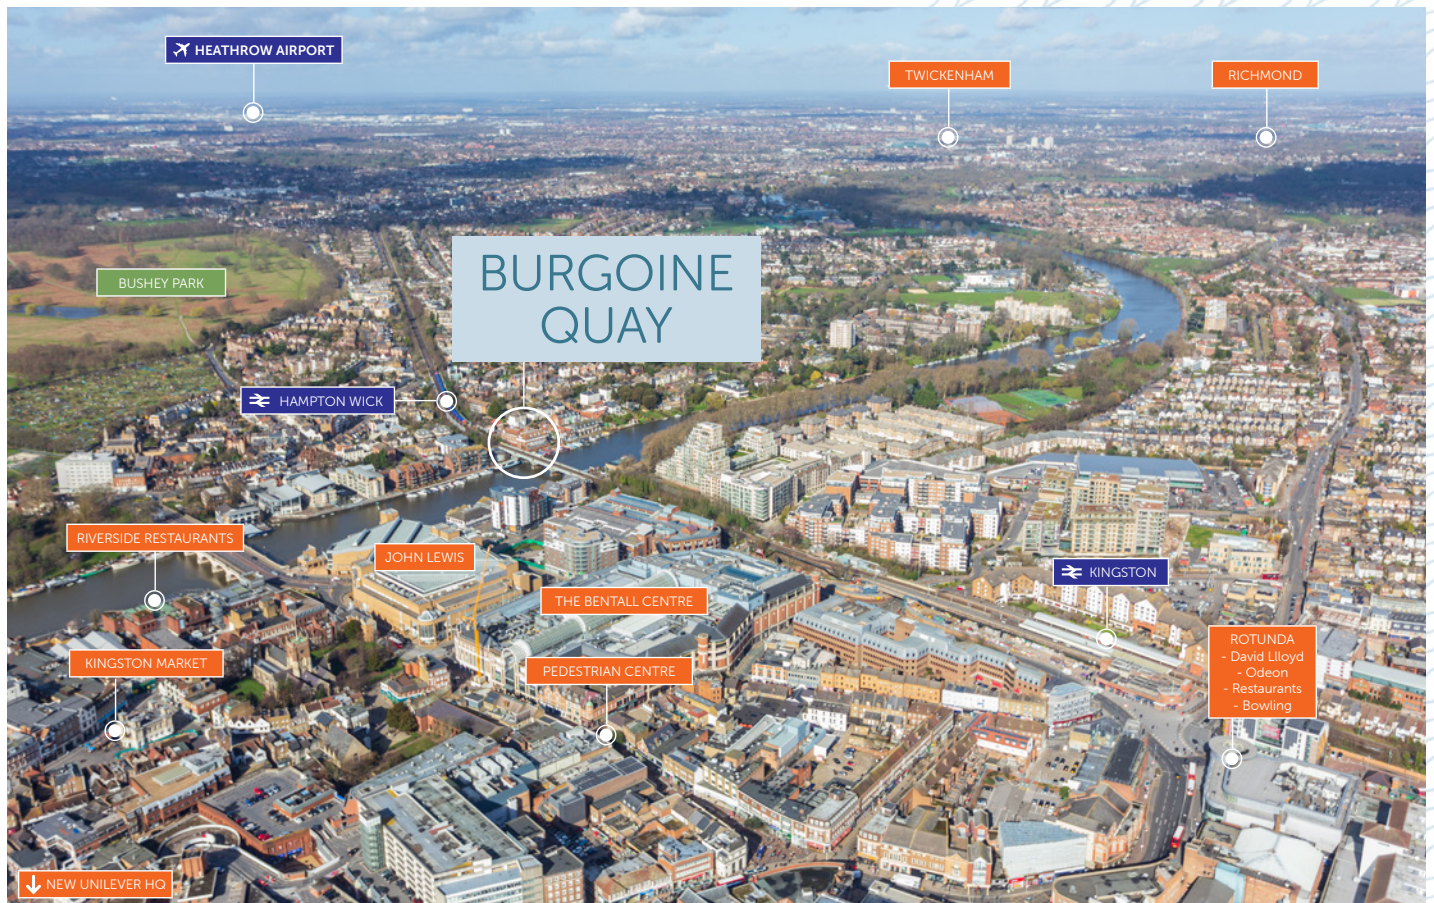 HEATHROW AIRPORT
TWICKENHAM
RICHMOND
BURGOINE
QUAY
BUSHEY PARK
HAMPTON WICK
RIVERSIDE RESTAURANTS
JOHN LEWIS
KINGSTON
THE BENTALL CENTRE
ROTUNDA
- David Llloyd
- Odeon
- Restaurants
- Bowling
KINGSTON MARKET
PEDESTRIAN CENTRE
NEW UNILEVER HQ